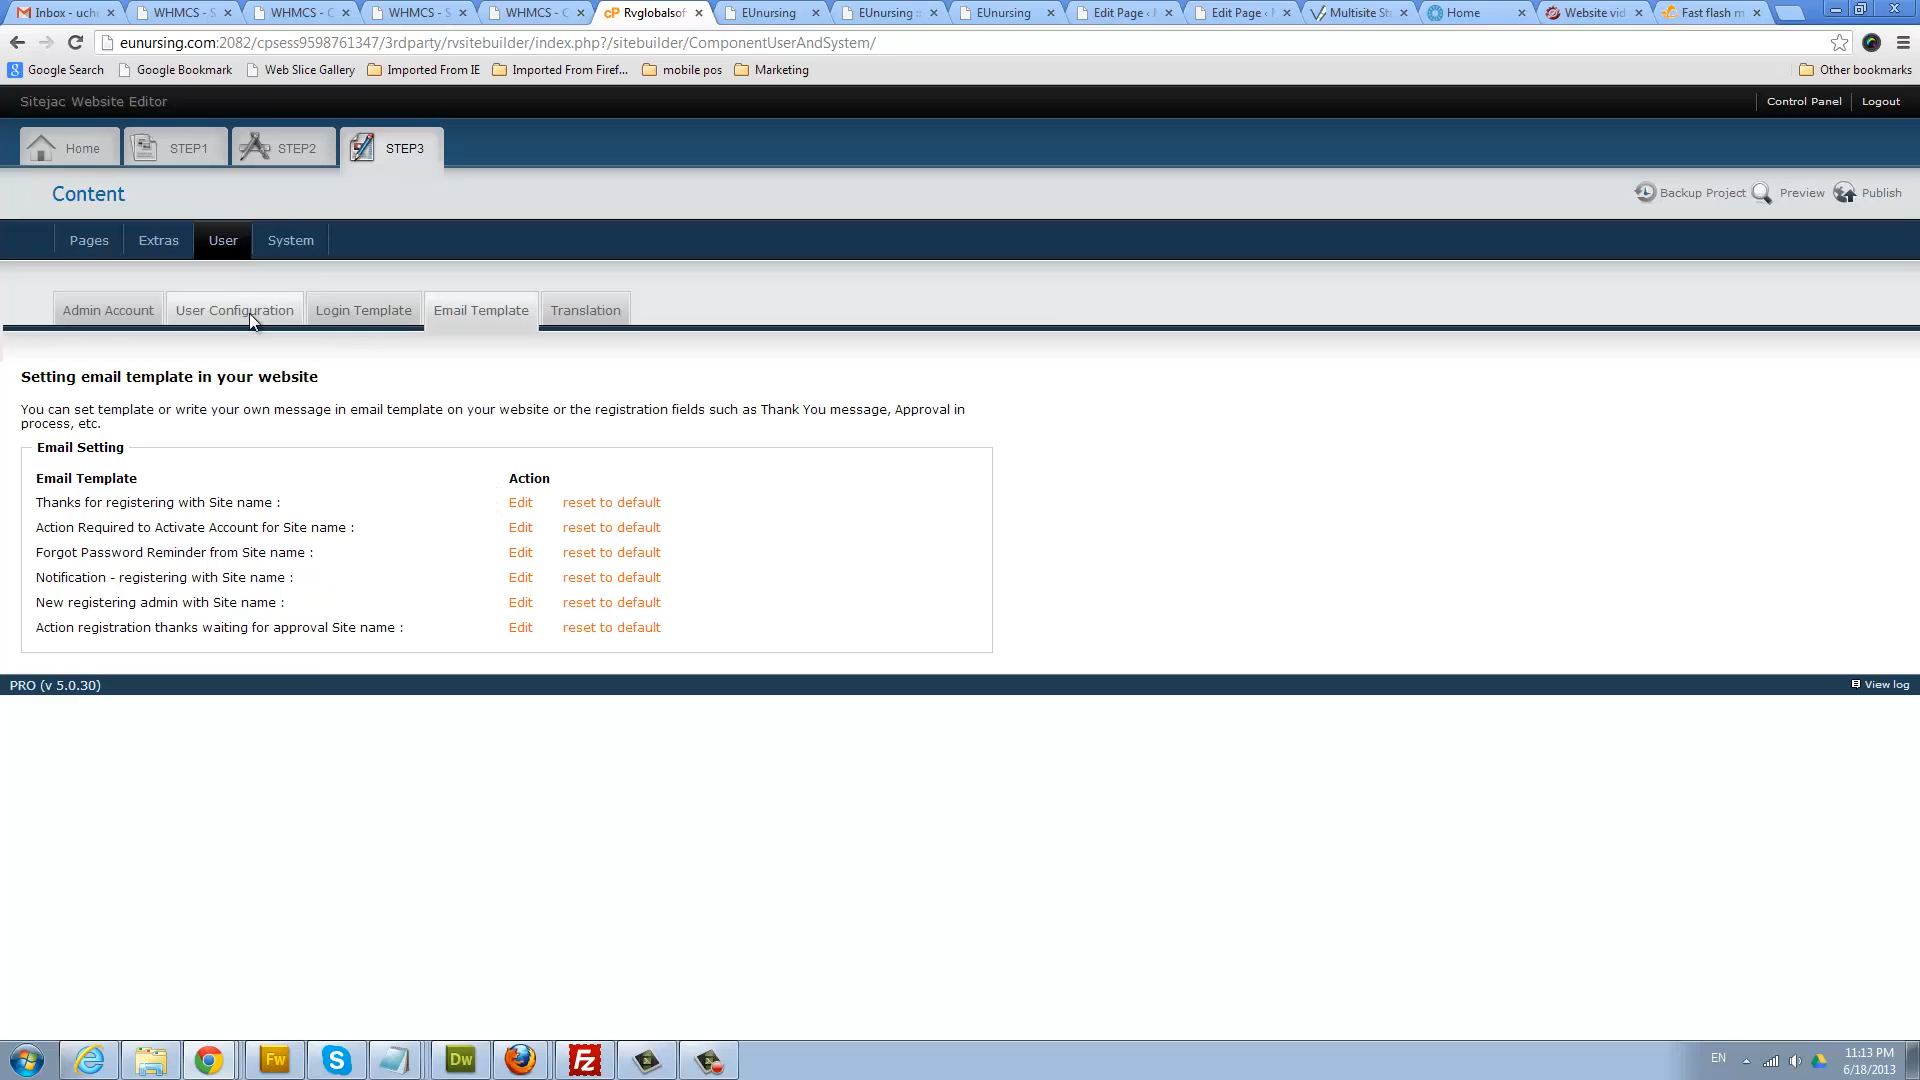 Inbox - uch
WHMCS - S
WHMCS - C
WHMCS - S
WHMCS - C
cP Rvglobalsof
EUnursing
EUnursing
EUnursing
Edit Page ‹
Edit Page ‹
Multisite Sta
Home
Website vid
Fast flash m
eunursing.com:2082/cpsess9598761347/3rdparty/rvsitebuilder/index.php?/sitebuilder/ComponentUserAndSystem/
Google Search
Google Bookmark
Web Slice Gallery
Imported From IE
Imported From Firef...
mobile pos
Marketing
Other bookmarks
Sitejac Website Editor
Control Panel
Logout
Home
STEP1
STEP2
STEP3
Content
Backup Project
Preview
Publish
Pages
Extras
User
System
Admin Account
User Configuration
Login Template
Email Template
Translation
Setting email template in your website
You can set template or write your own message in email template on your website or the registration fields such as Thank You message, Approval in
process, etc.
Email Setting
Email Template Action
Thanks for registering with Site name : Edit reset to default
Action Required to Activate Account for Site name : Edit reset to default
Forgot Password Reminder from Site name : Edit reset to default
Notification - registering with Site name : Edit reset to default
New registering admin with Site name : Edit reset to default
Action registration thanks waiting for approval Site name : Edit reset to default
PRO (v 5.0.30)
View log
Fw
Dw
Fz
EN
11:13 PM
6/18/2013